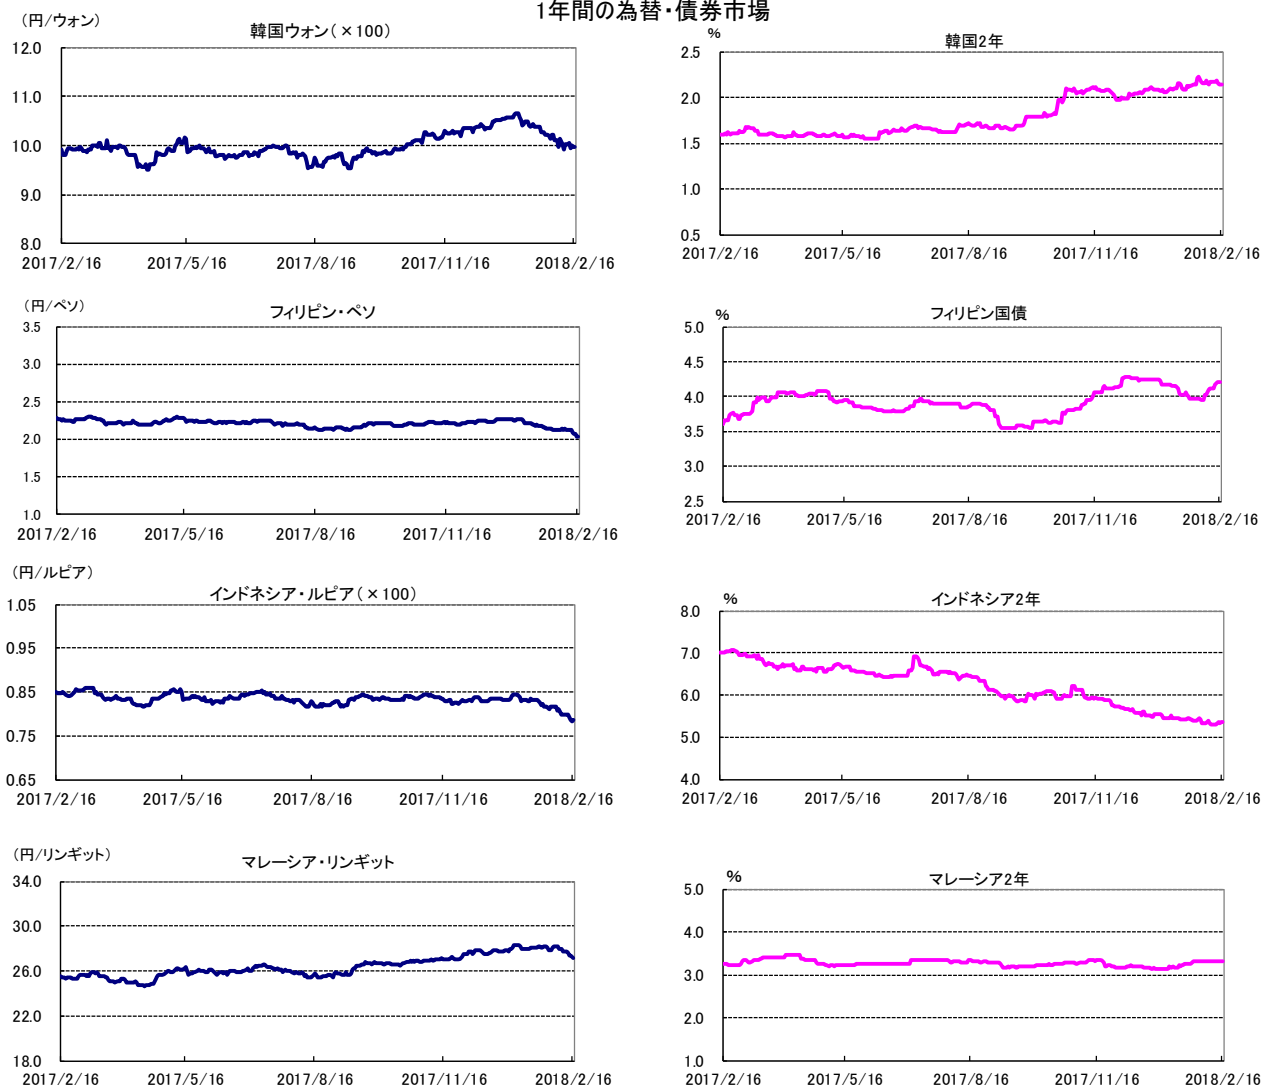 1年間の為替・債券市場
(円/ウォン)
韓国ウォン(×100)
12.0
11.0
10.0
9.0
8.0
2017/2/16 2017/5/16 2017/8/16 2017/11/16 2018/2/16
%
韓国2年
2.5
2.0
1.5
1.0
0.5
2017/2/16 2017/5/16 2017/8/16 2017/11/16 2018/2/16
(円/ペソ)
フィリピン・ペソ
3.5
3.0
2.5
2.0
1.5
1.0
2017/2/16 2017/5/16 2017/8/16 2017/11/16 2018/2/16
%
フィリピン国債
5.0
4.5
4.0
3.5
3.0
2.5
2017/2/16 2017/5/16 2017/8/16 2017/11/16 2018/2/16
(円/ルピア)
インドネシア・ルピア(×100)
1.05
0.95
0.85
0.75
0.65
2017/2/16 2017/5/16 2017/8/16 2017/11/16 2018/2/16
%
インドネシア2年
8.0
7.0
6.0
5.0
4.0
2017/2/16 2017/5/16 2017/8/16 2017/11/16 2018/2/16
(円/リンギット)
マレーシア・リンギット
34.0
30.0
26.0
22.0
18.0
2017/2/16 2017/5/16 2017/8/16 2017/11/16 2018/2/16
%
マレーシア2年
5.0
4.0
3.0
2.0
1.0
2017/2/16 2017/5/16 2017/8/16 2017/11/16 2018/2/16